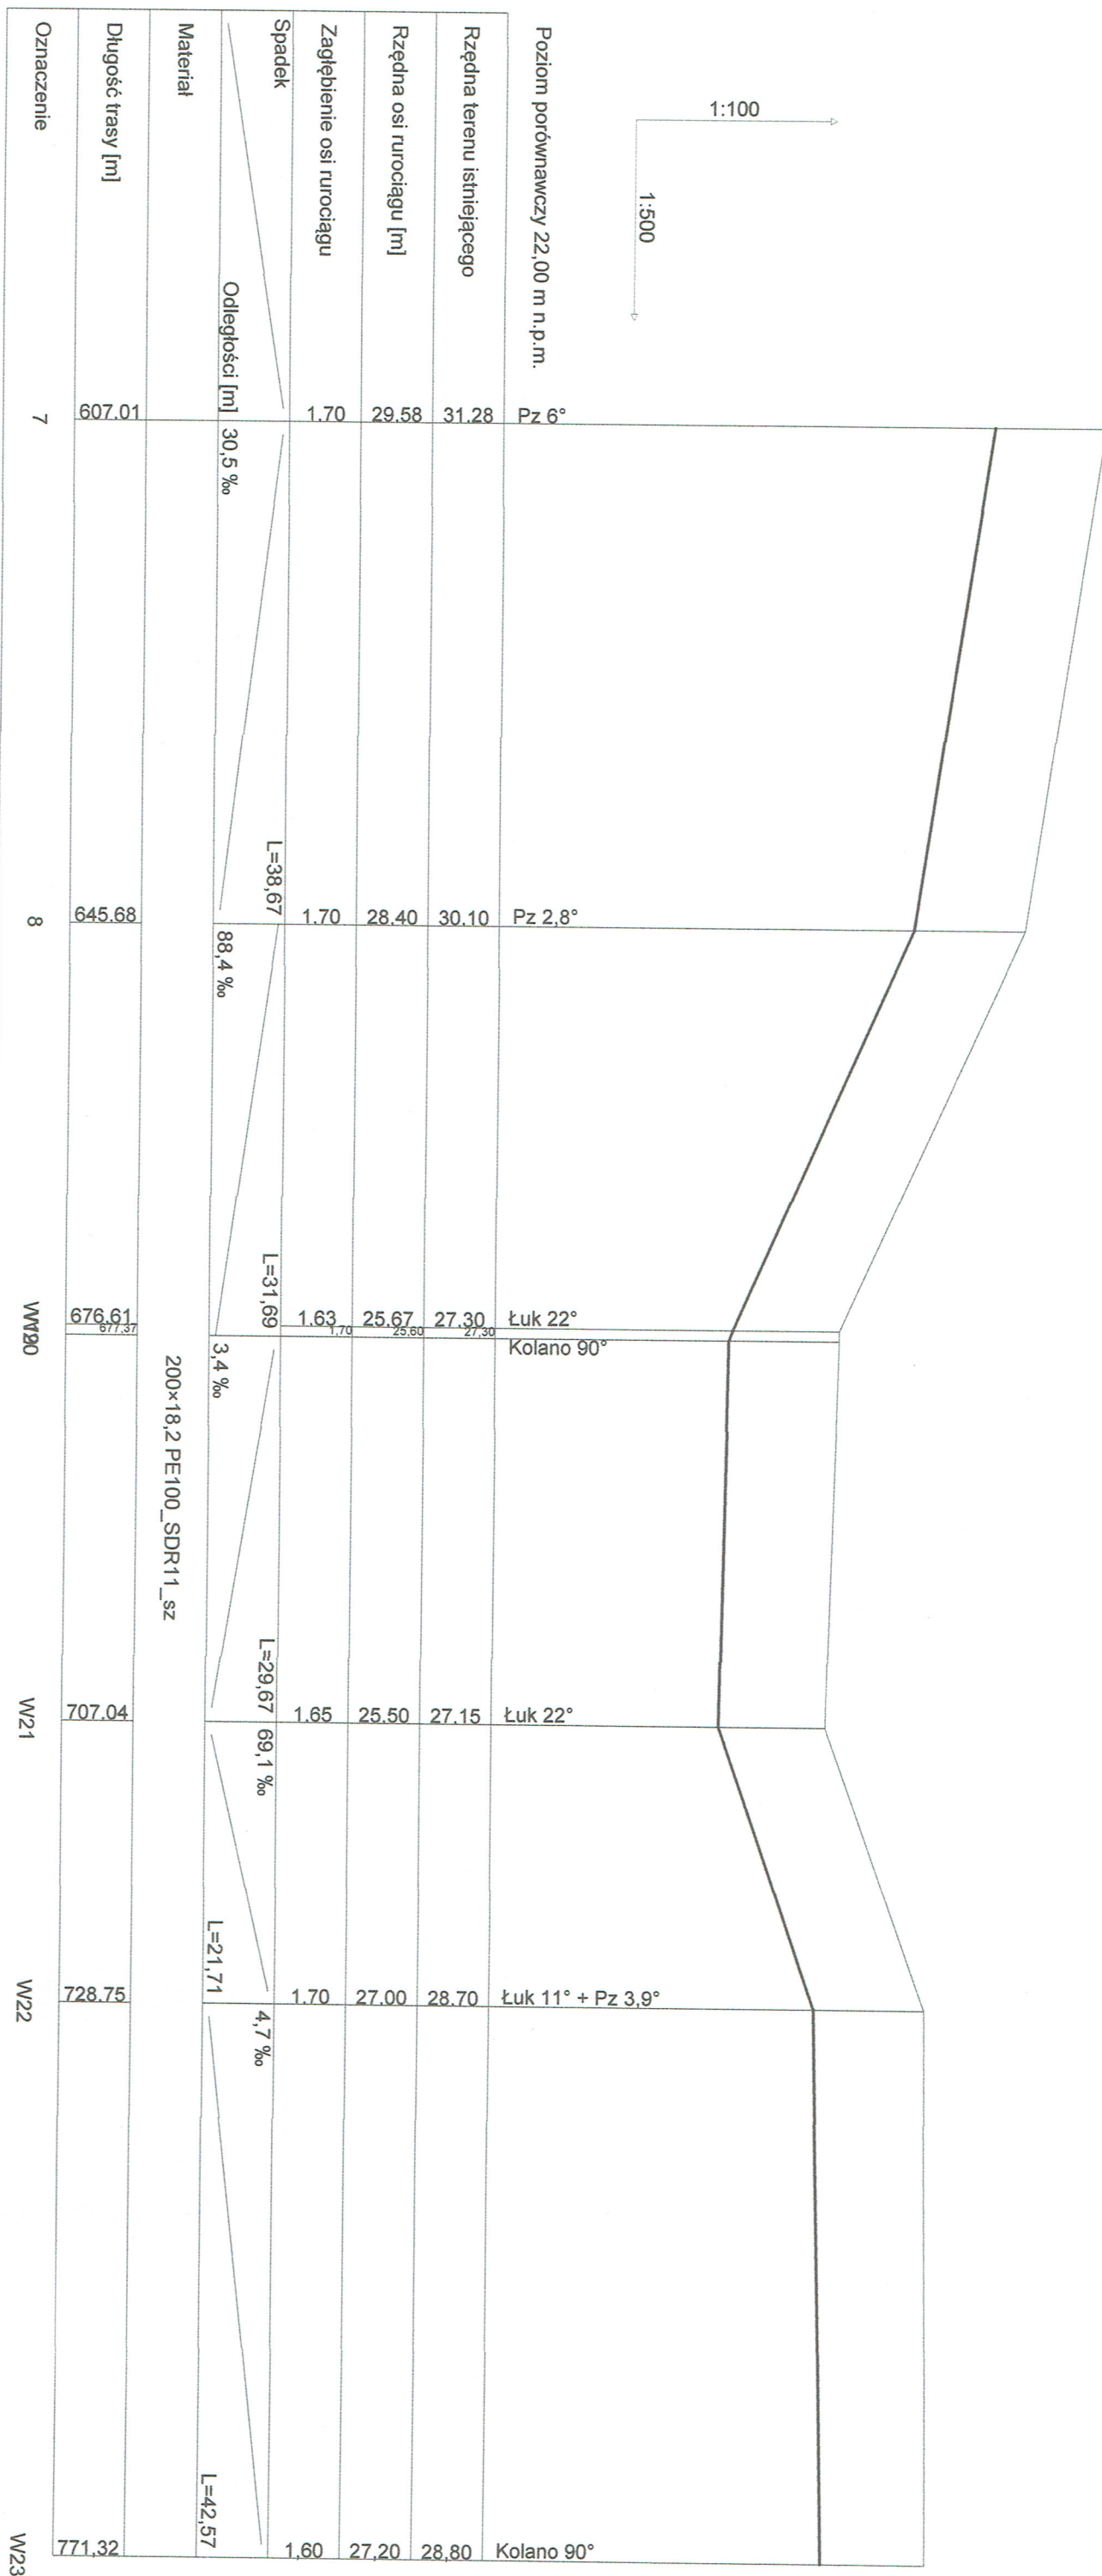 1:100
1:500
Poziom porównawczy 22,00 m n.p.m.
Pz 6°
Pz 2,8°
Łuk 22°
Kolano 90°
Łuk 22°
Łuk 11° + Pz 3,9°
Kolano 90°
Rzędna terenu istniejącego
31.28
30.10
27.30
27.30
27.15
28.70
28,80
Rzędna osi rurociągu [m]
29.58
28.40
25.67
25.60
25.50
27.00
27,20
Zagłębienie osi rurociągu
1.70
1.70
1.63
1.70
1.65
1.70
1,60
Spadek
Odległości [m]
30,5 ‰
L=38,67
88,4 ‰
L=31,69
3,4 ‰
L=29,67
69,1 ‰
L=21,71
4,7 ‰
L=42,57
Materiał
200×18,2 PE100_SDR11_sz
Długość trasy [m]
607.01
645.68
676.61
677,37
707.04
728.75
771,32
Oznaczenie
7
8
W21
W22
W23